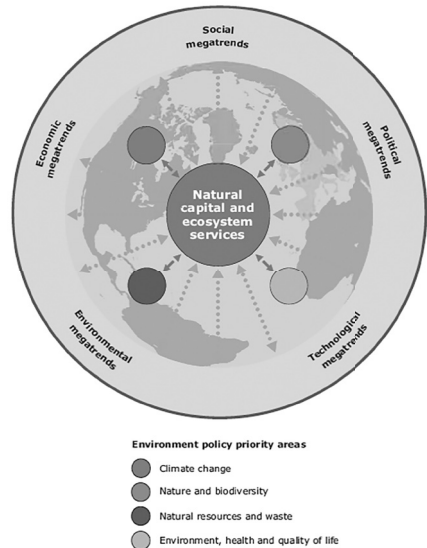 Social
megatrends
Economic
megatrends
Political
megatrends
Natural
capital and
ecosystem
services
Environmental
megatrends
Technological
megatrends
Environment policy priority areas
Climate change
Nature and biodiversity
Natural resources and waste
Environment, health and quality of life